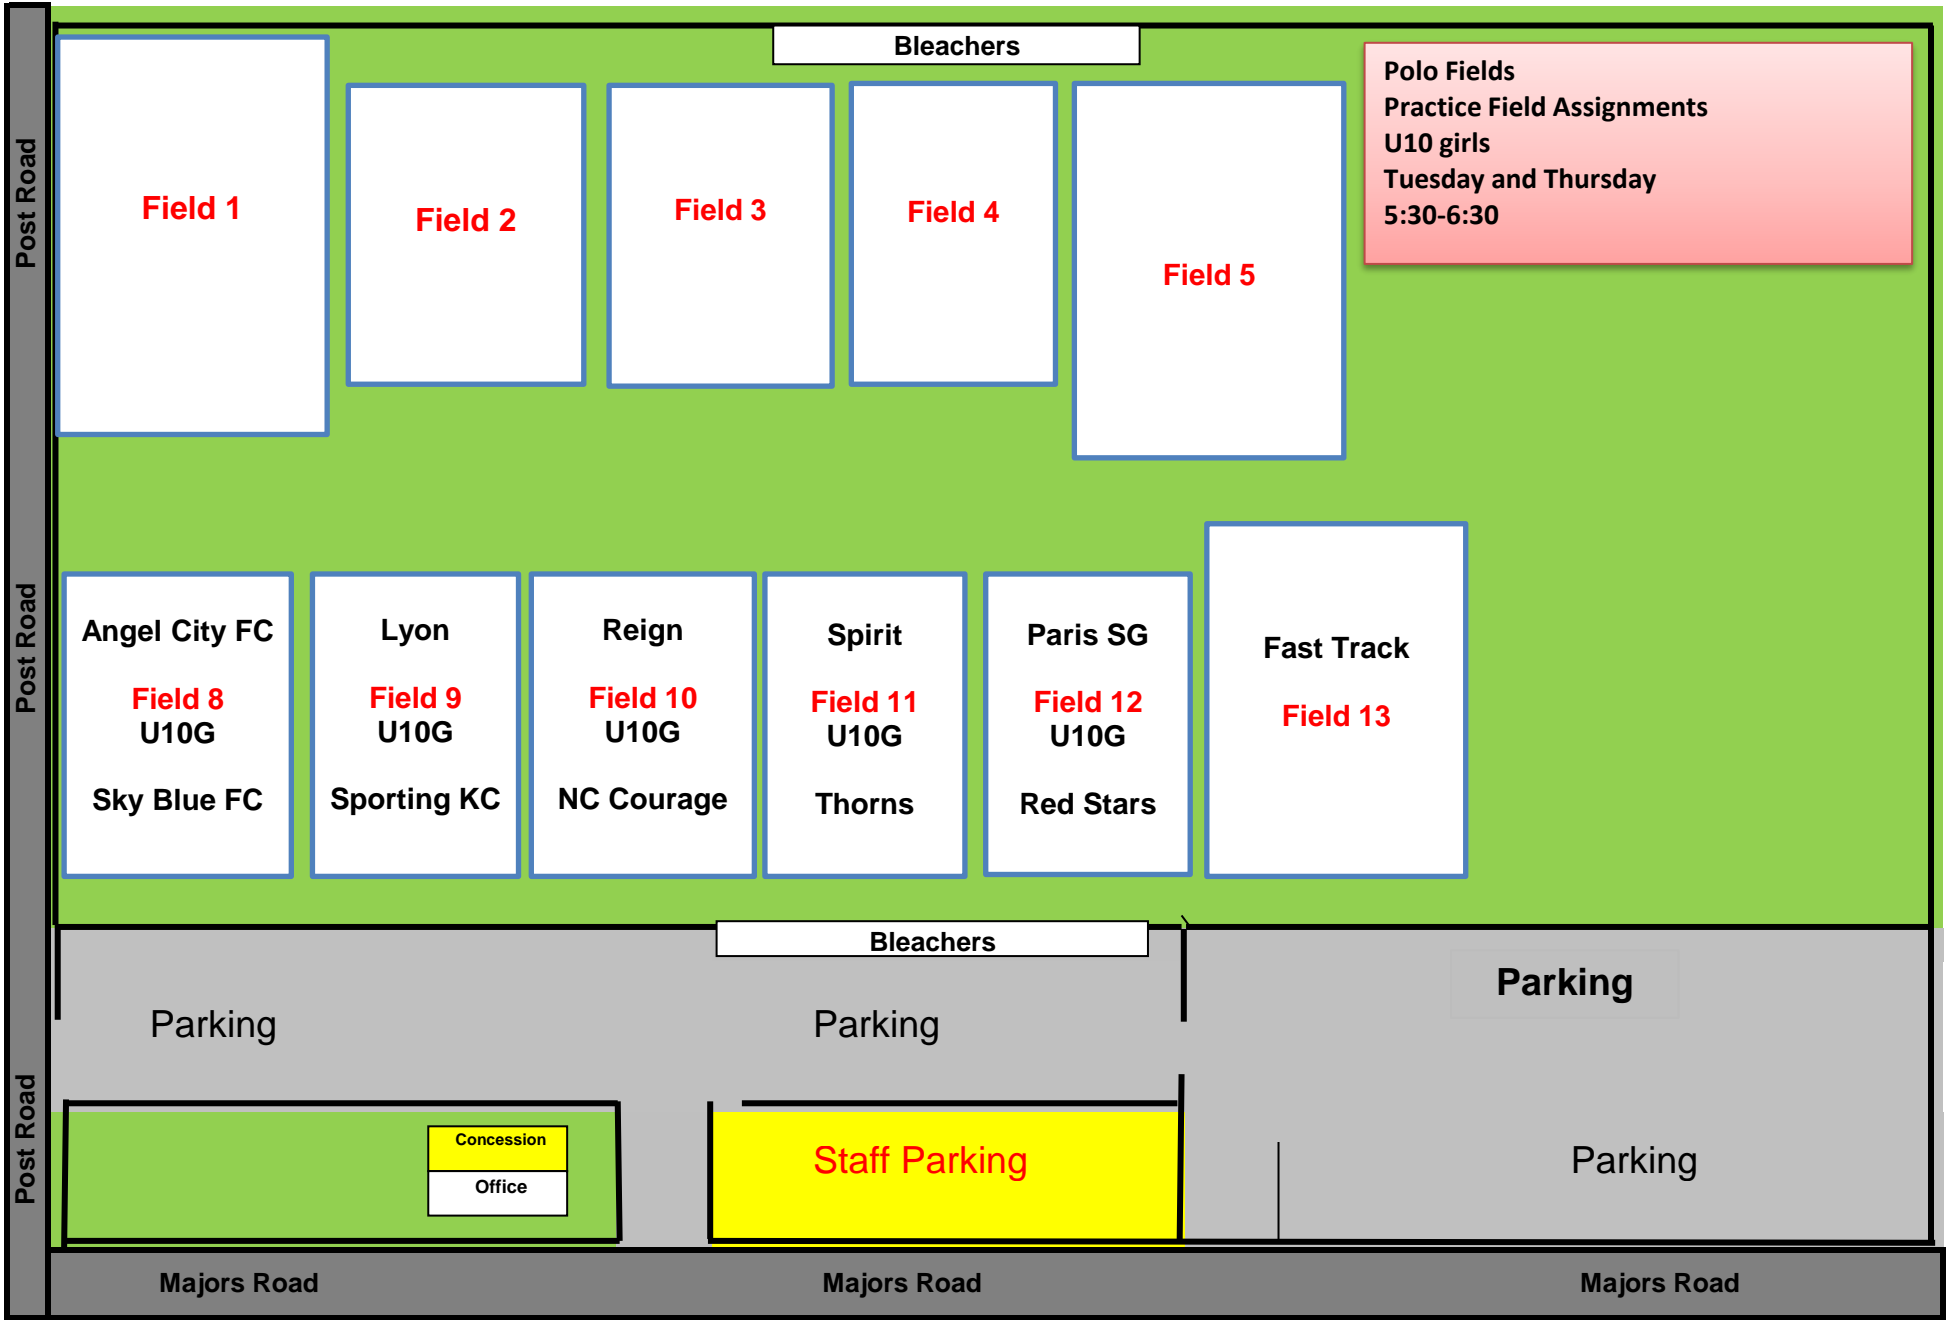 Bleachers
Polo Fields
Practice Field Assignments
U10 girls
Tuesday and Thursday
5:30-6:30
Post Road
Field 1
Field 2
Field 3
Field 4
Field 5
Post Road
Angel City FC
Field 8
U10G
Sky Blue FC
Lyon
Field 9
U10G
Sporting KC
Reign
Field 10
U10G
NC Courage
Spirit
Field 11
U10G
Thorns
Paris SG
Field 12
U10G
Red Stars
Fast Track
Field 13
Bleachers
Parking
Parking
Parking
Post Road
Concession
Office
Staff Parking
Parking
Majors Road
Majors Road
Majors Road